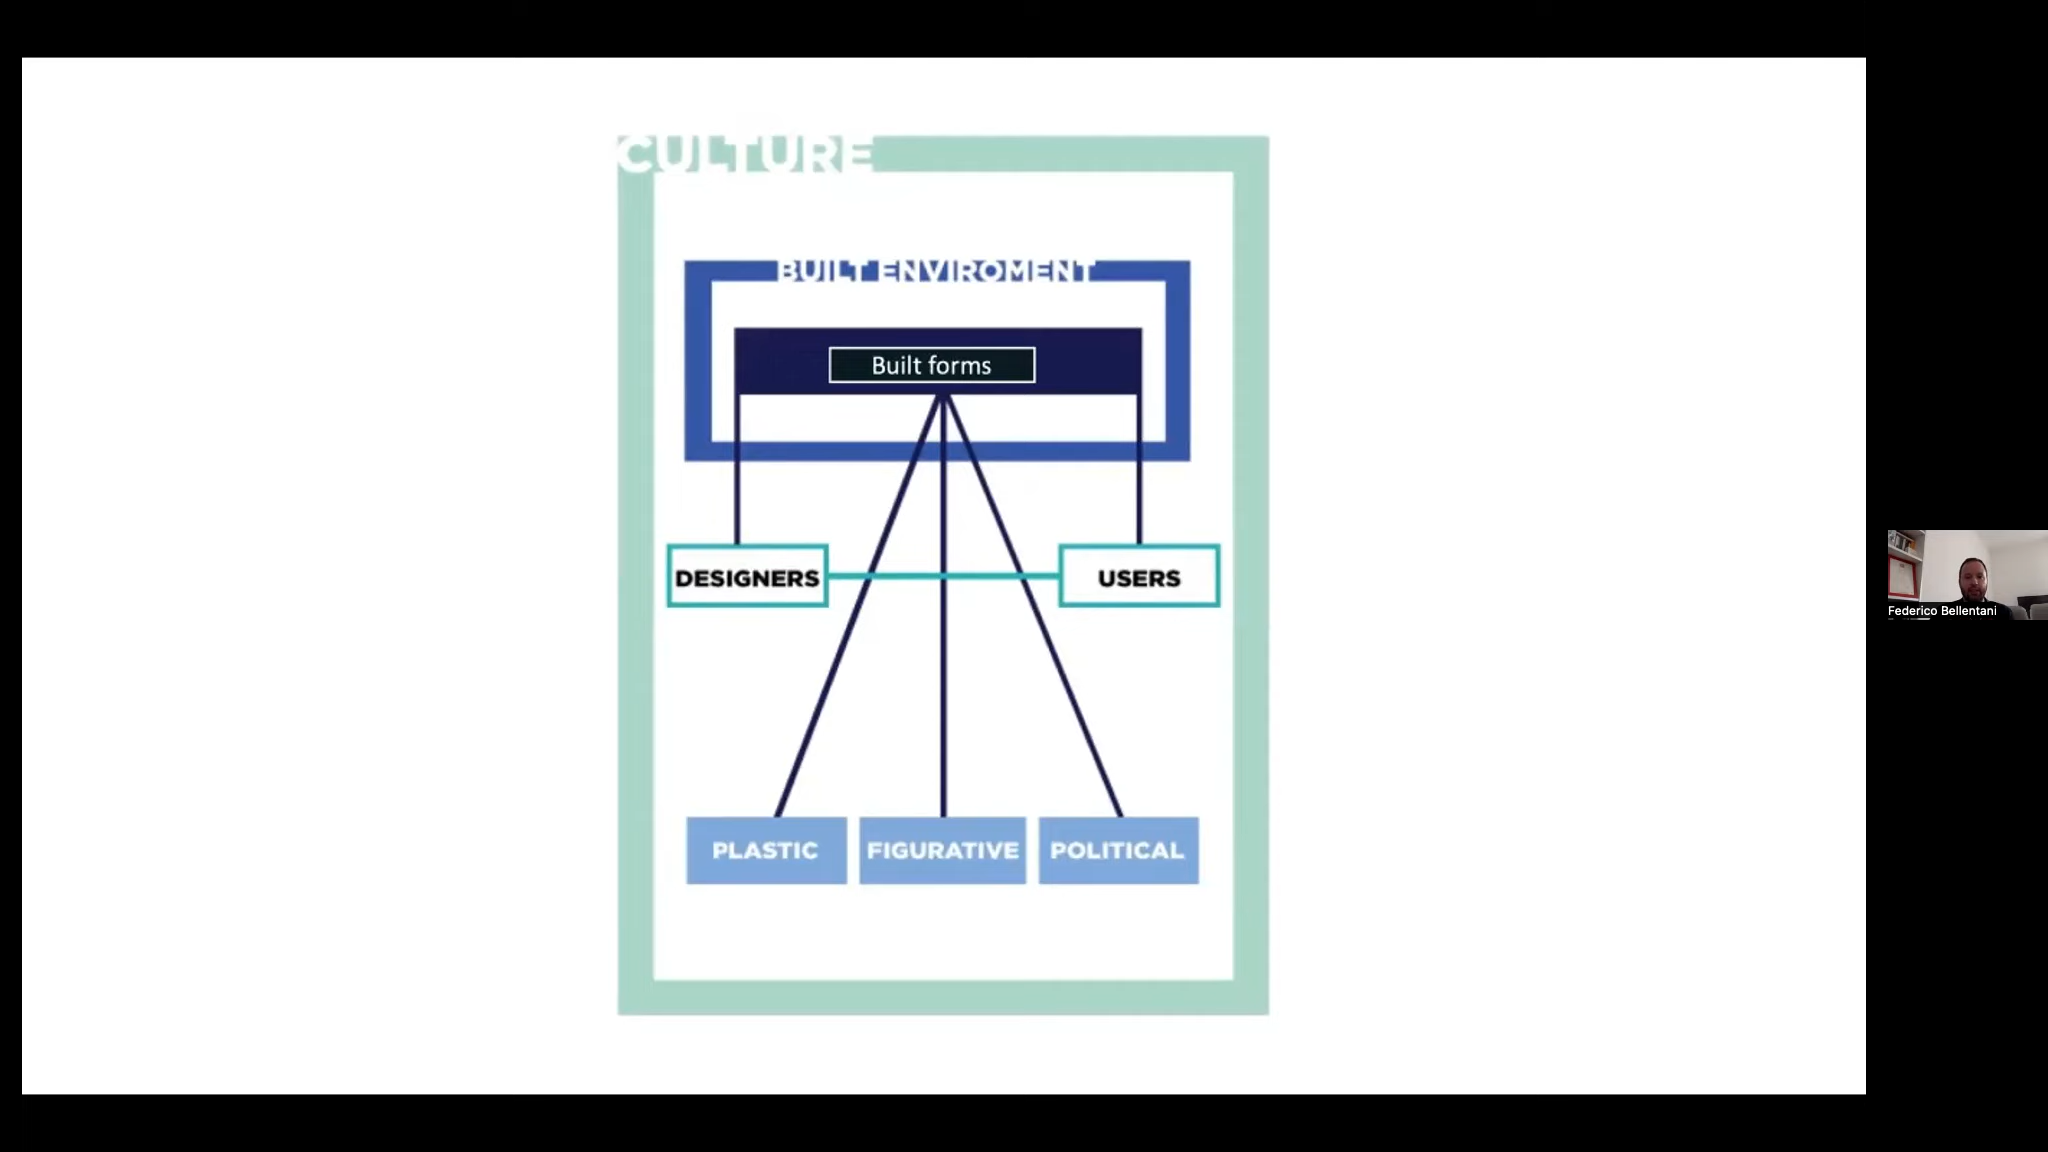 CULTURE
BUILT ENVIROMENT
Built forms
DESIGNERS
USERS
PLASTIC
FIGURATIVE
POLITICAL
Federico Bellentani